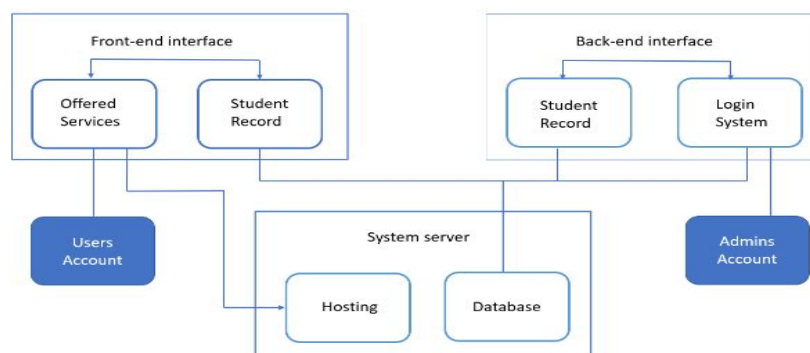 Front-end interface
Back-end interface
Offered
Services
Student
Record
Student
Record
Login
System
Users
Account
System server
Admins
Account
Hosting
Database